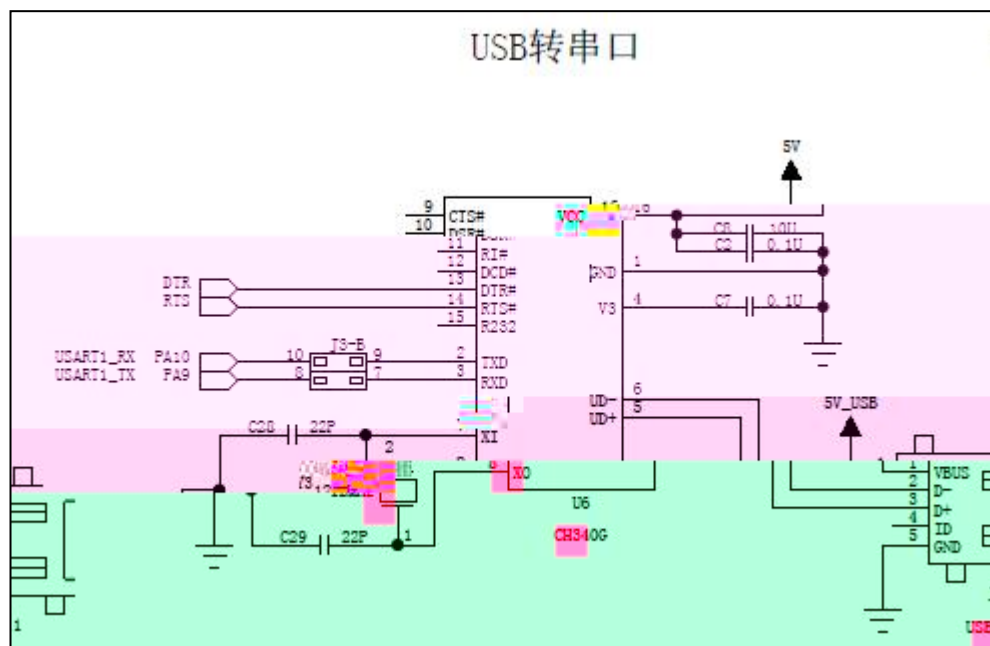 USB转串口
5V
9 CTS# VCC
10
C8 10U
11 C2 0.1U
RI#
12 GND 1
DCD#
DTR 13 DTR#
RTS 14 RTS# V3 4 C7 0.1U
15 R232
J3-B
USART1_RX PA10 10 9 2 TXD
USART1_TX PA9 8 7 3 RXD
UD- 6
UD+ 5
5V_USB
C28 22P XI
2
XO 1 VBUS
2 D-
3 D+
U6
4 ID
C29 22P 1 CH340G 5 GND
1
USB